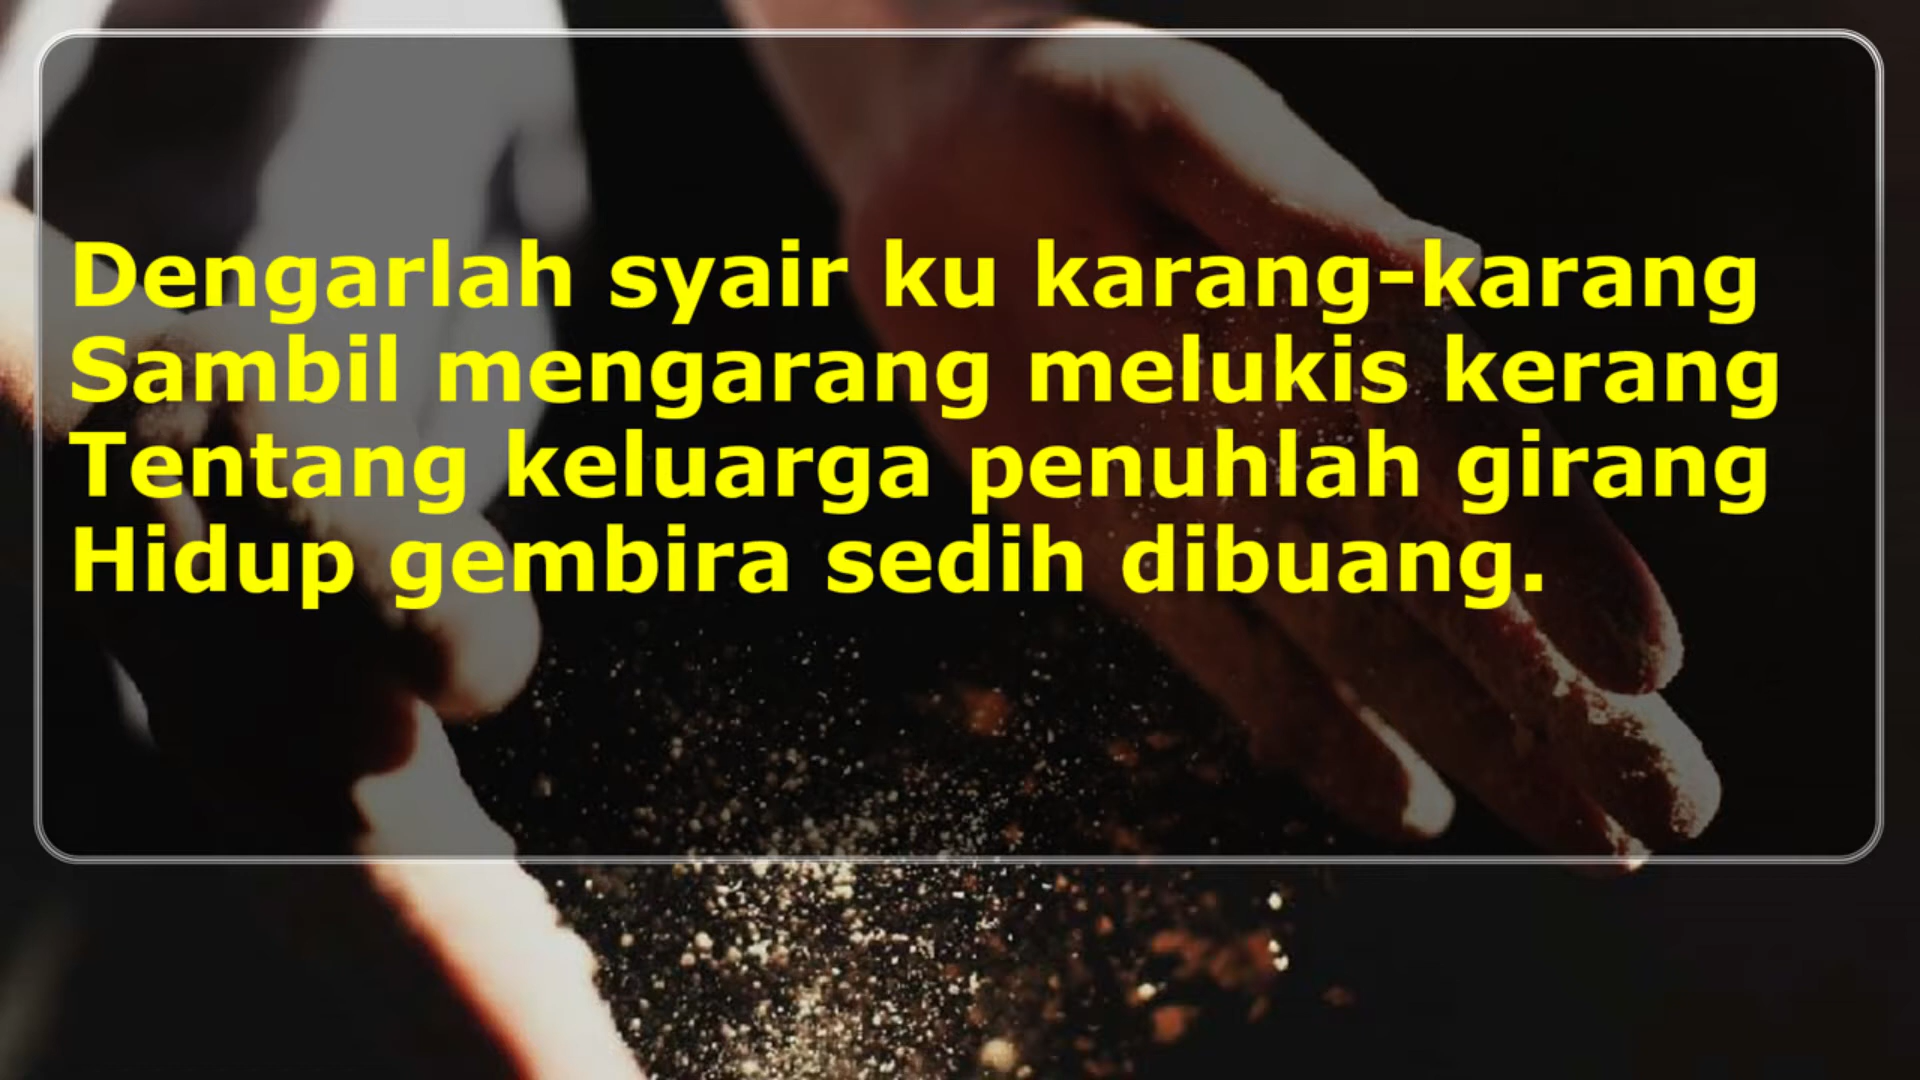 Dengarlah syair ku karang-karang
Sambil mengarang melukis kerang
Tentang keluarga penuhlah girang
Hidup gembira sedih dibuang.